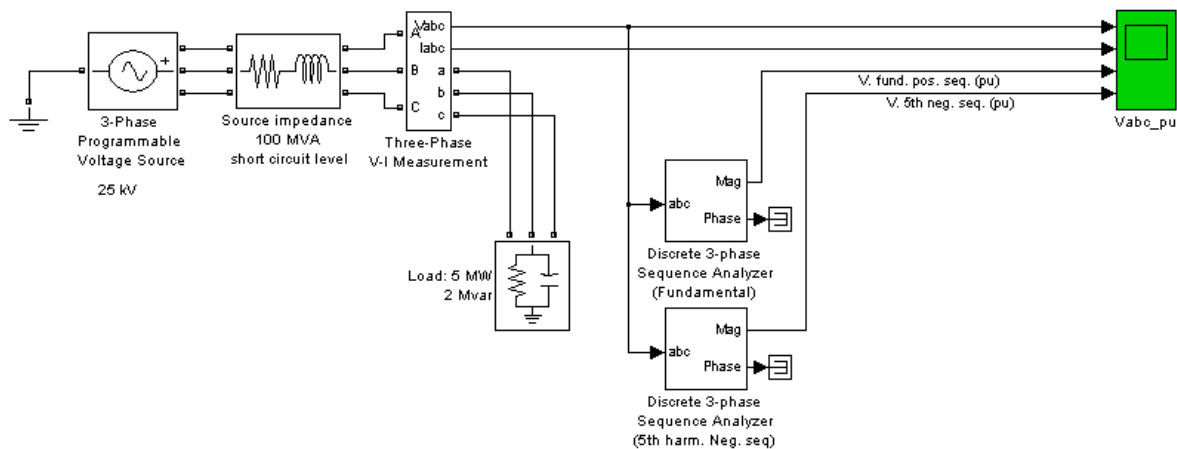 3-Phase
Programmable
Voltage Source
25 kV
+
Source impedance
100 MVA
short circuit level
Vabc
A
Iabc
B
a
b
C
c
Three-Phase
V-I Measurement
Load: 5 MW
2 Mvar
V. fund. pos. seq. (pu)
V. 5th neg. seq. (pu)
Vabc_pu
abc
Mag
Phase
Discrete 3-phase
Sequence Analyzer
(Fundamental)
abc
Mag
Phase
Discrete 3-phase
Sequence Analyzer
(5th harm. Neg. seq)